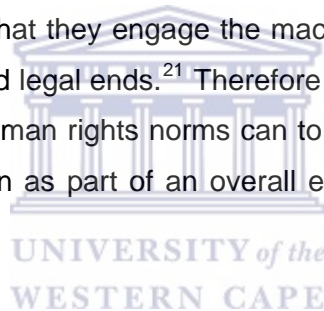 hat they engage the mac
d legal ends.21 Therefore
man rights norms can to
n as part of an overall e
UNIVERSITY of the
WESTERN CAPE